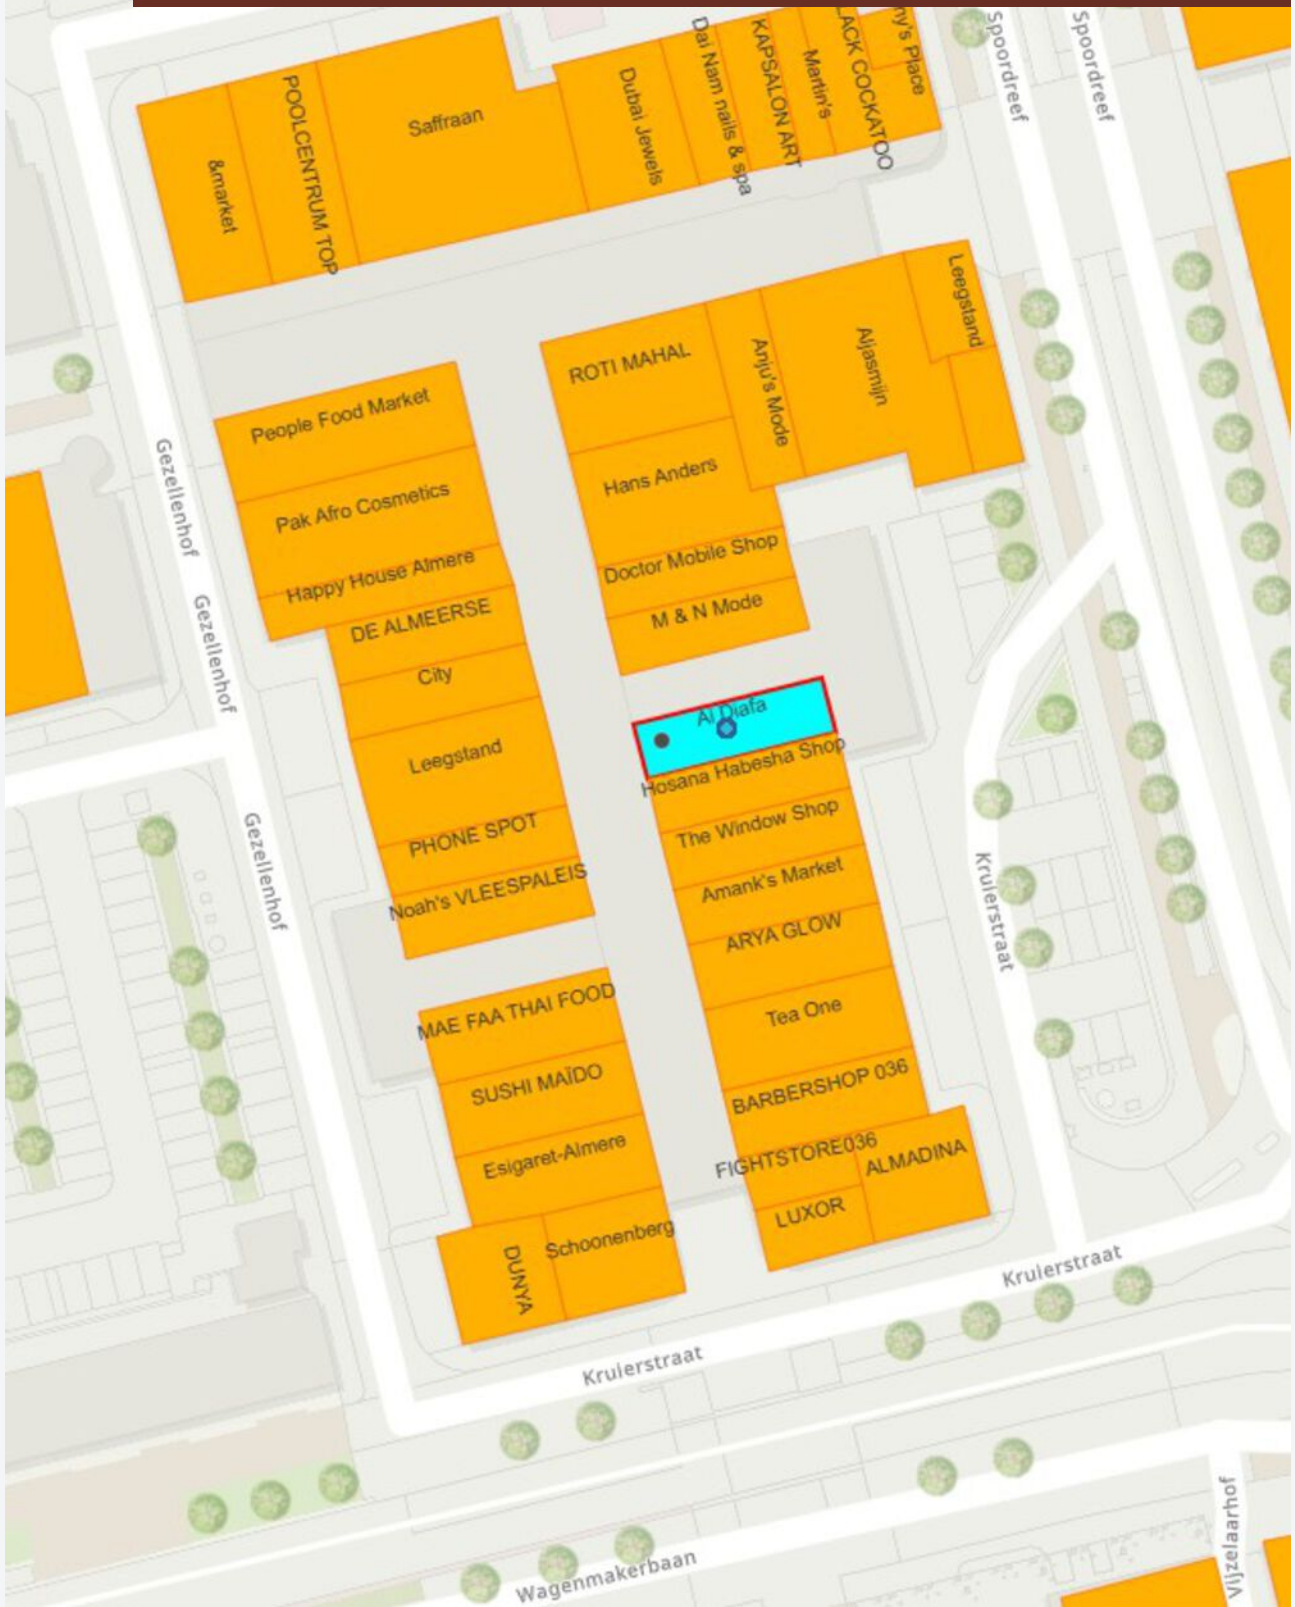 Spoordreef
Spoordreef
&market
POOLCENTRUM TOP
Saffraan
Dubai Jewels
Dai Nam nails & spa
KAPSALON ART
Martin's
LACK COCKATOO
ny's Place
Leegstand
ROTI MAHAL
Anju's Mode
Aljasmijn
People Food Market
Hans Anders
Pak Afro Cosmetics
Gezellenhof
Happy House Almere
Doctor Mobile Shop
DE ALMEERSE
M & N Mode
Gezellenhof
City
Al Diafa
Leegstand
Hosana Habesha Shop
PHONE SPOT
The Window Shop
Gezellenhof
Noah's VLEESPALEIS
Amank's Market
Kruierstraat
ARYA GLOW
MAE FAA THAI FOOD
Tea One
SUSHI MAÏDO
BARBERSHOP 036
Esigaret-Almere
FIGHTSTORE036
ALMADINA
LUXOR
DUNYA
Schoonenberg
Kruierstraat
Kruierstraat
Wagenmakerbaan
Vijzelaarhof